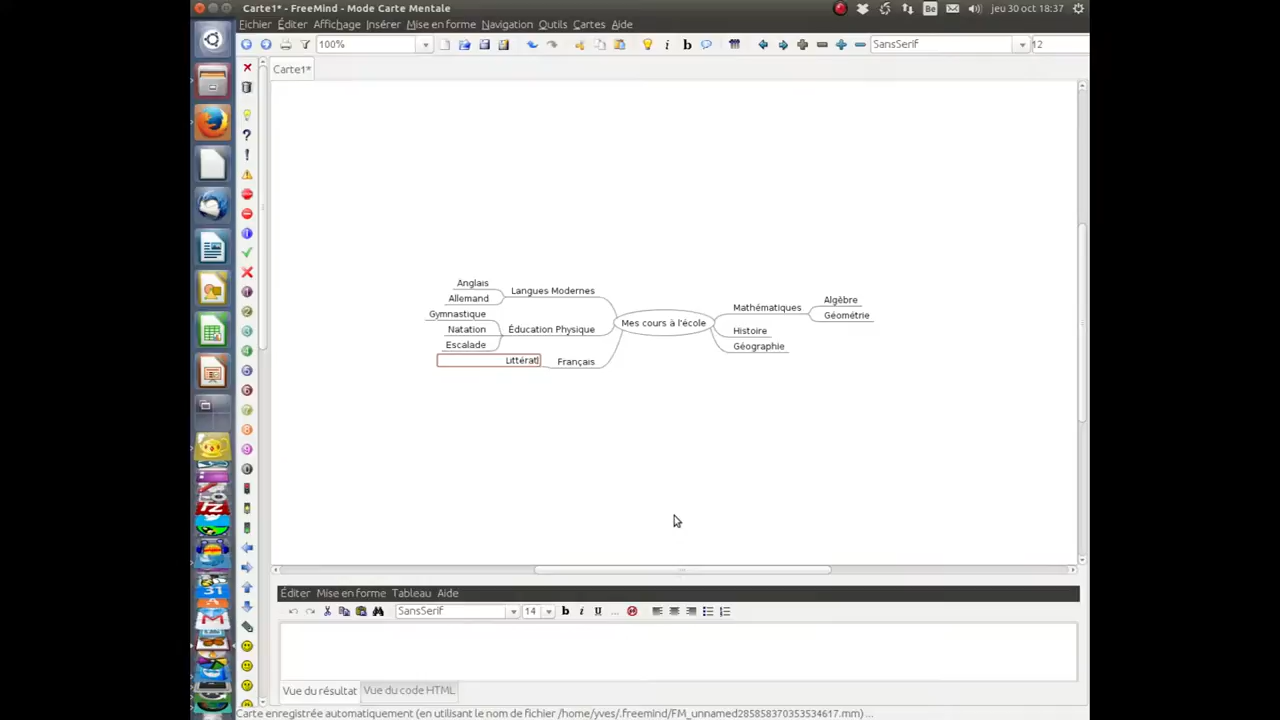 Carte1* - FreeMind - Mode Carte Mentale
Be
jeu 30 oct 18:37
Fichier Éditer Affichage Insérer Mise en forme Navigation Outils Cartes Aide
100%
SansSerif
12
Carte1*
Anglais
Langues Modernes
Allemand
Gymnastique
Natation
Éducation Physique
Escalade
Littérat
Français
Mes cours à l'école
Mathématiques
Algèbre
Géométrie
Histoire
Géographie
Éditer Mise en forme Tableau Aide
SansSerif
14
Vue du résultat
Vue du code HTML
Carte enregistrée automatiquement (en utilisant le nom de fichier /home/yves/.freemind/FM_unnamed285858370353534617.mm) ...